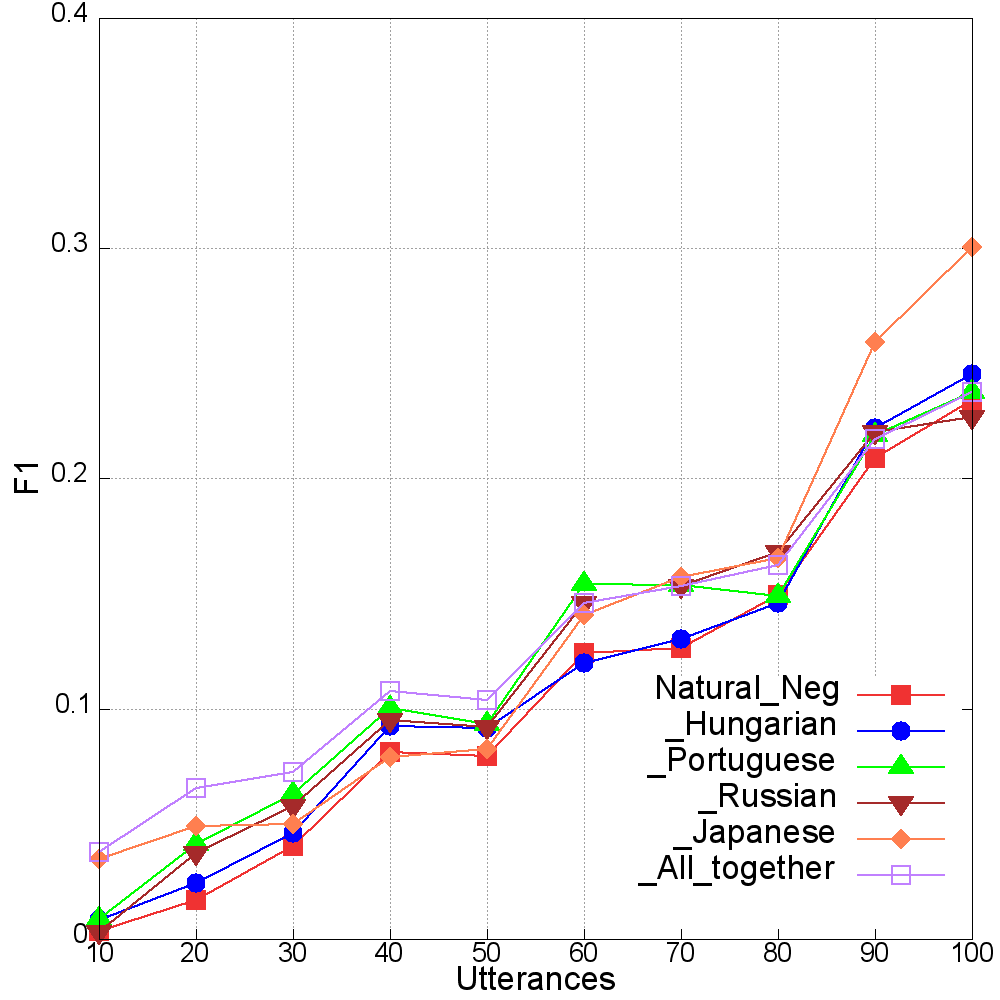 0.4
0.3
0.2
0.1
0
F1
10 20 30 40 50 60 70 80 90 100
Utterances
Natural_Neg
_Hungarian
_Portuguese
_Russian
_Japanese
_All_together